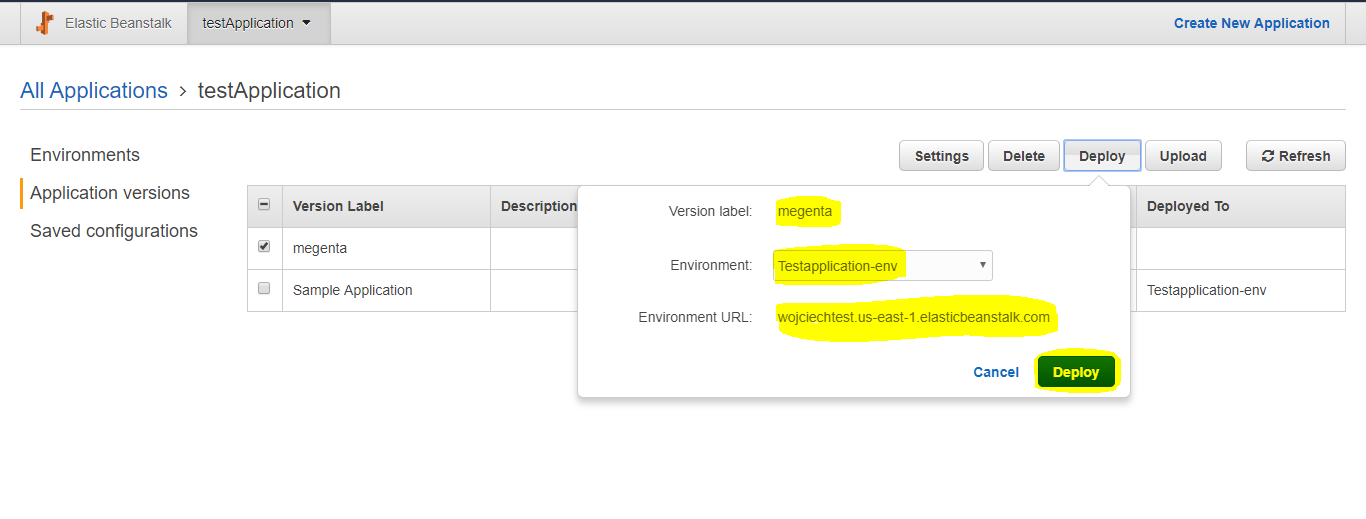 Elastic Beanstalk testApplication Create New Application
All Applications > testApplication
Environments
Application versions
Saved configurations
Settings Delete Deploy Upload Refresh
Version Label Description Deployed To
megenta
Sample Application Testapplication-env
Version label: megenta
Environment: Testapplication-env
Environment URL: wojciechtest.us-east-1.elasticbeanstalk.com
Cancel Deploy